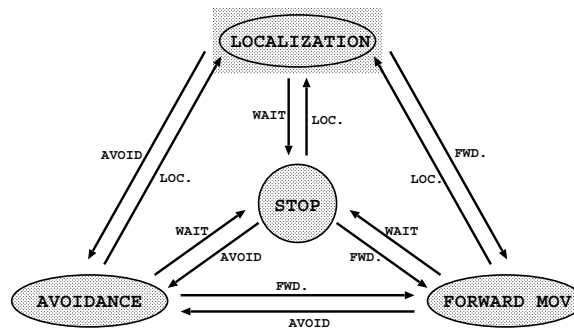 LOCALIZATION
WAIT
LOC.
AVOID
FWD.
LOC.
LOC.
STOP
WAIT
WAIT
AVOID
FWD.
AVOIDANCE
FWD.
FORWARD MOV
AVOID